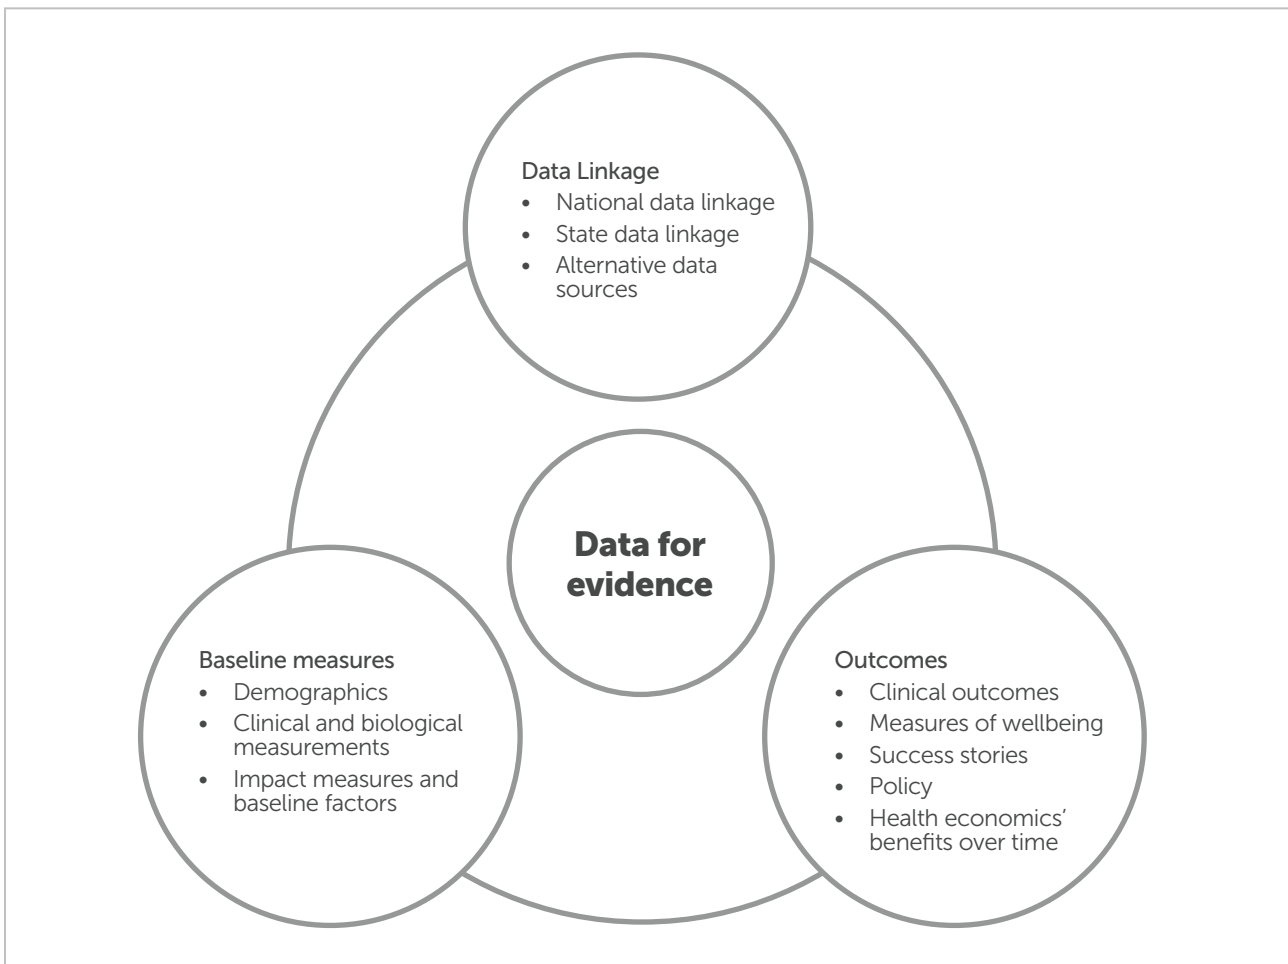 Data Linkage
• National data linkage
• State data linkage
• Alternative data
sources
Data for
evidence
Baseline measures
• Demographics
• Clinical and biological
measurements
• Impact measures and
baseline factors
Outcomes
• Clinical outcomes
• Measures of wellbeing
• Success stories
• Policy
• Health economics’
benefits over time